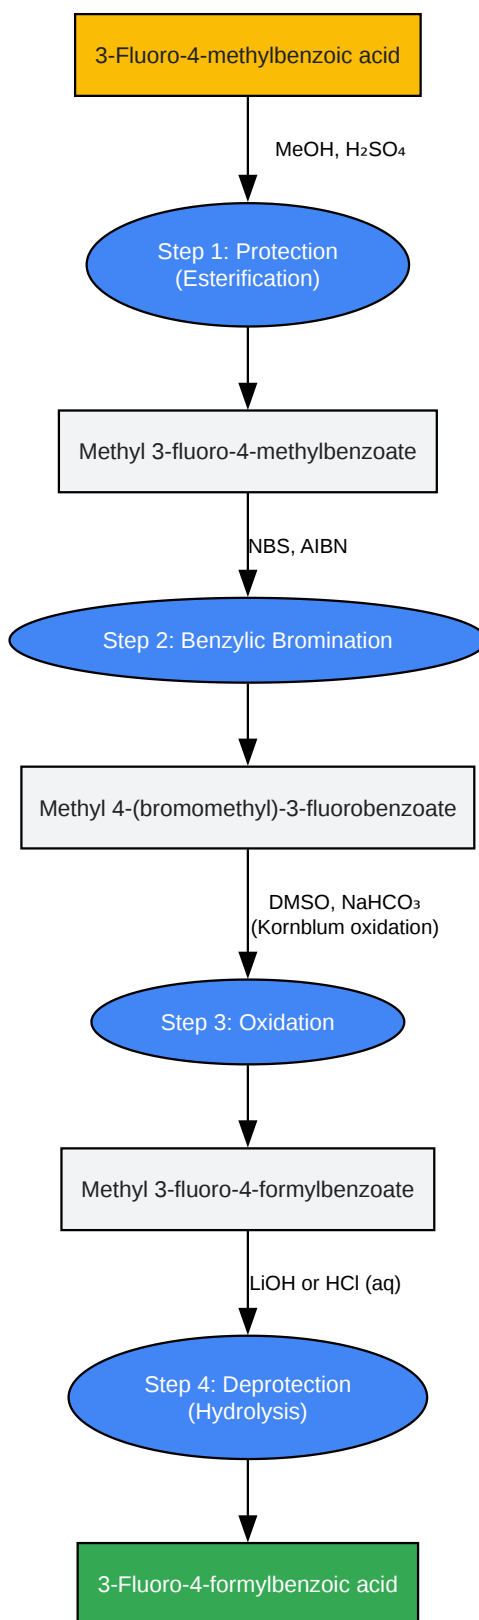 3-Fluoro-4-methylbenzoic acid
MeOH, H₂SO₄
Step 1: Protection
(Esterification)
Methyl 3-fluoro-4-methylbenzoate
NBS, AIBN
Step 2: Benzylic Bromination
Methyl 4-(bromomethyl)-3-fluorobenzoate
DMSO, NaHCO₃
(Kornblum oxidation)
Step 3: Oxidation
Methyl 3-fluoro-4-formylbenzoate
LiOH or HCl (aq)
Step 4: Deprotection
(Hydrolysis)
3-Fluoro-4-formylbenzoic acid